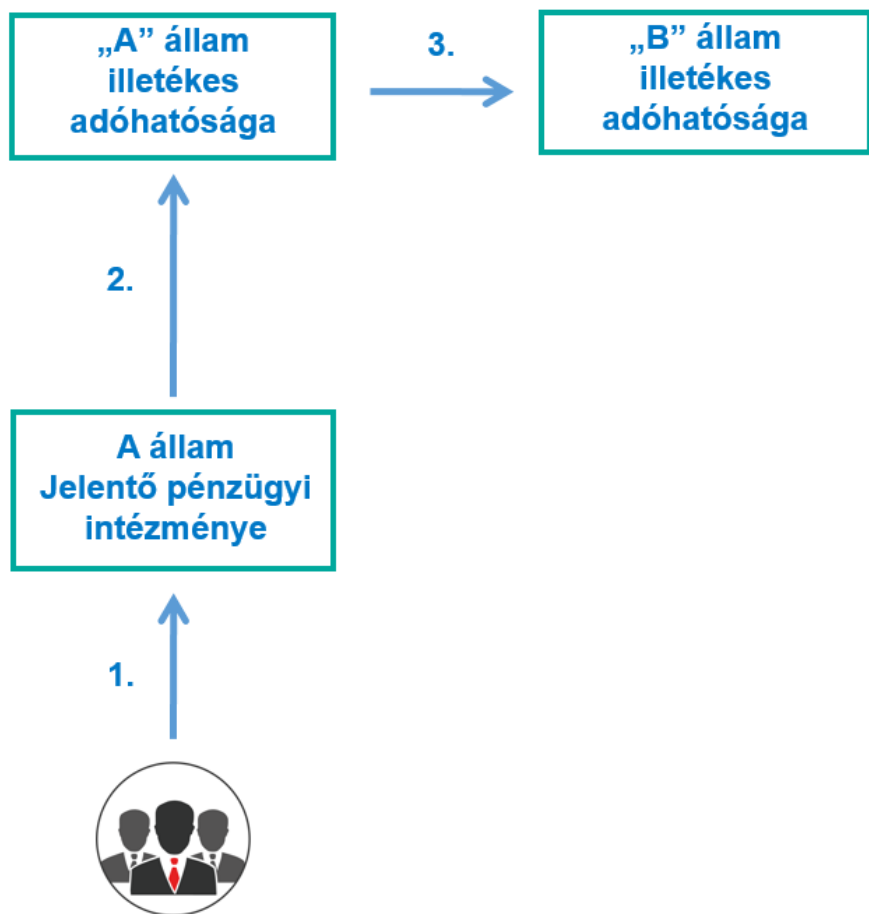 „A” állam
illetékes
adóhatósága
3.
„B” állam
illetékes
adóhatósága
2.
A állam
Jelentő pénzügyi
intézménye
1.